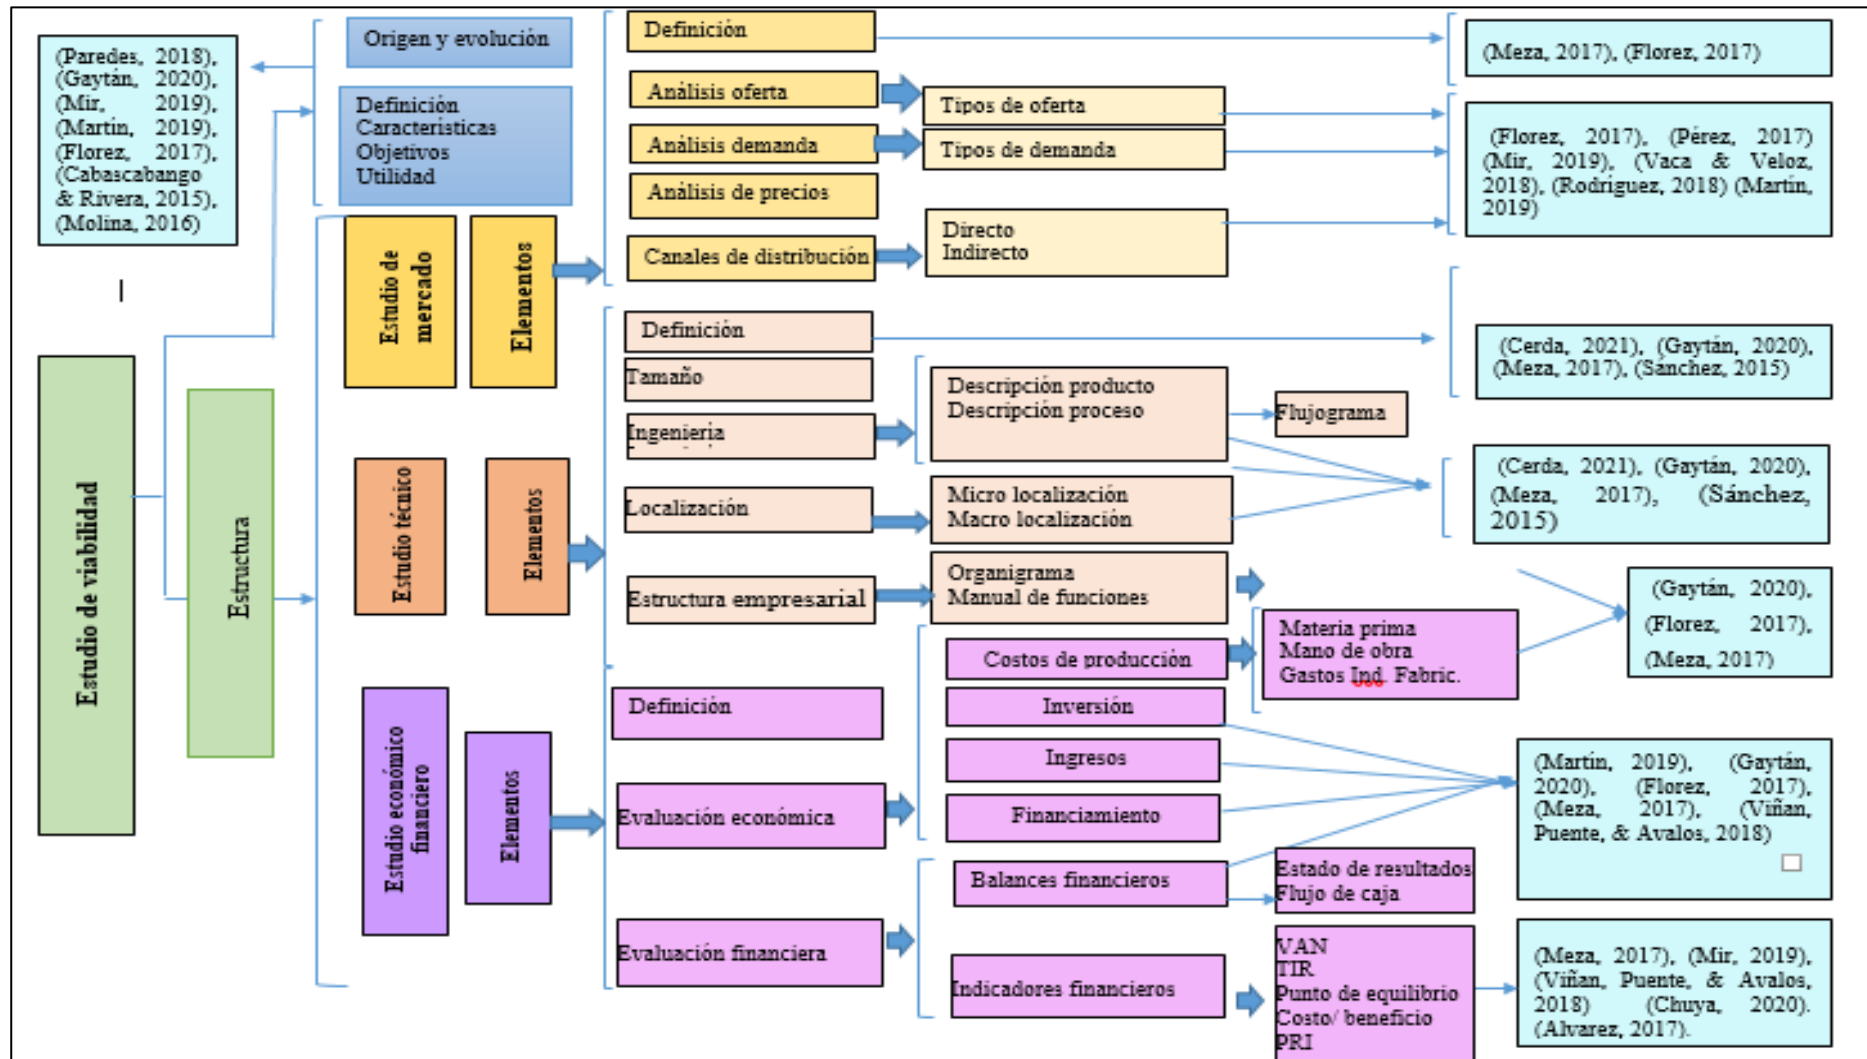 (Paredes, 2018),
(Gaytán, 2020),
(Mir, 2019),
(Martín, 2019),
(Florez, 2017),
(Cabascabango
& Rivera, 2015),
(Molina, 2016)
Estudio de viabilidad
Estructura
Origen y evolución
Definición
Características
Objetivos
Utilidad
Estudio de
mercado
Elementos
Definición
Análisis oferta
Análisis demanda
Análisis de precios
Canales de distribución
Tipos de oferta
Tipos de demanda
Directo
Indirecto
(Meza, 2017), (Florez, 2017)
(Florez, 2017), (Pérez, 2017)
(Mir, 2019), (Vaca & Veloz,
2018), (Rodríguez, 2018) (Martín,
2019)
Estudio técnico
Elementos
Definición
Tamaño
Ingeniería
Localización
Estructura empresarial
Descripción producto
Descripción proceso
Flujograma
Micro localización
Macro localización
Organigrama
Manual de funciones
(Cerda, 2021), (Gaytán, 2020),
(Meza, 2017), (Sánchez, 2015)
(Cerda, 2021), (Gaytán, 2020),
(Meza, 2017), (Sánchez,
2015)
Estudio económico
financiero
Elementos
Definición
Evaluación económica
Evaluación financiera
Costos de producción
Inversión
Ingresos
Financiamiento
Balances financieros
Indicadores financieros
Materia prima
Mano de obra
Gastos Ind. Fabric.
Estado de resultados
Flujo de caja
VAN
TIR
Punto de equilibrio
Costo/ beneficio
PRI
(Gaytán, 2020),
(Florez, 2017),
(Meza, 2017)
(Martín, 2019), (Gaytán,
2020), (Florez, 2017),
(Meza, 2017), (Viñan,
Puente, & Avalos, 2018)
(Meza, 2017), (Mir, 2019),
(Viñan, Puente, & Avalos,
2018) (Chuya, 2020).
(Alvarez, 2017).